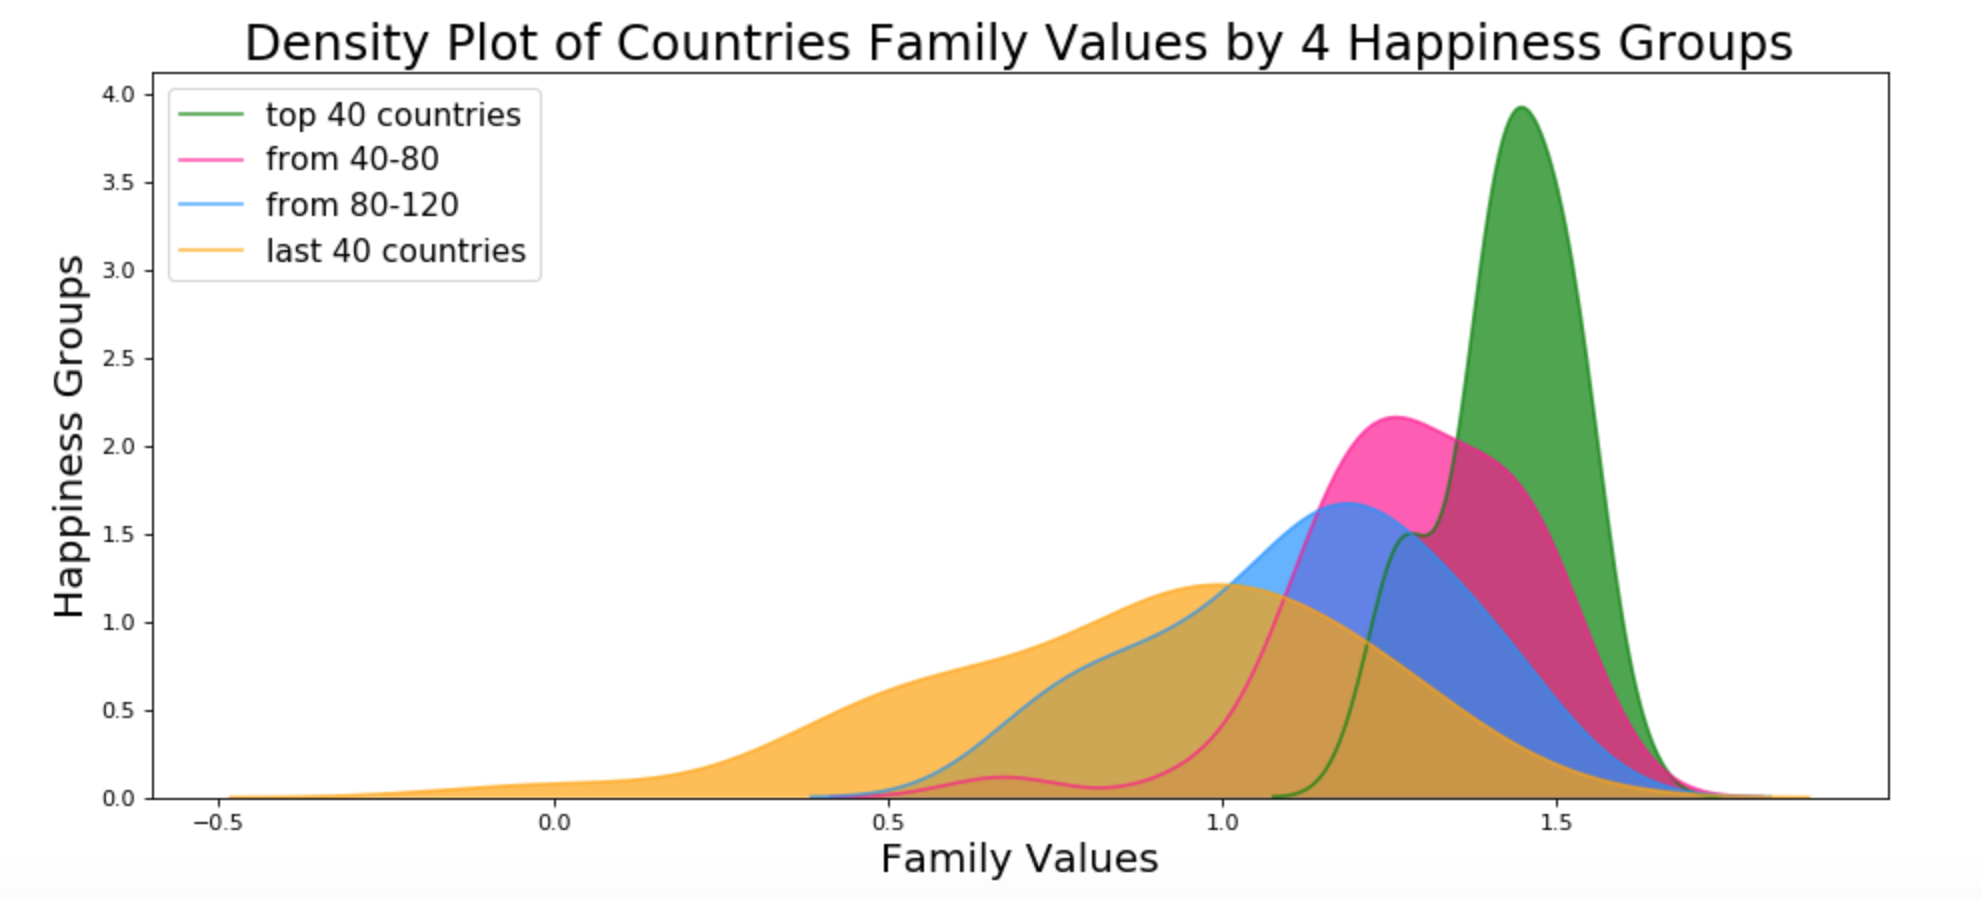 Density Plot of Countries Family Values by 4 Happiness Groups
4.0
3.5
3.0
2.5
2.0
1.5
1.0
0.5
0.0
Happiness Groups
top 40 countries
from 40-80
from 80-120
last 40 countries
−0.5 0.0 0.5 1.0 1.5
Family Values